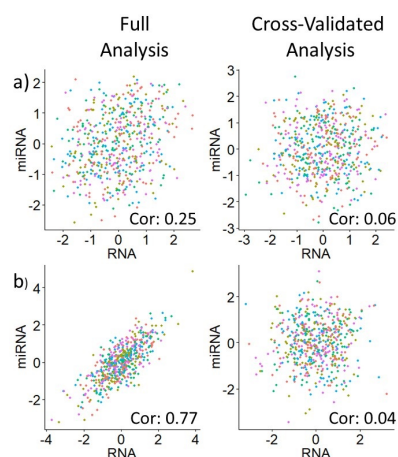 Full
Analysis
Cross-Validated
Analysis
a)
miRNA
2
1
0
-1
-2
Cor: 0.25
-2 -1 0 1 2
RNA
miRNA
3
2
1
0
-1
-2
-3
Cor: 0.06
-3 -2 -1 0 1 2
RNA
b)
miRNA
4
2
0
-2
Cor: 0.77
-4 -2 0 2 4
RNA
miRNA
2
0
-2
Cor: 0.04
-2 0 2
RNA